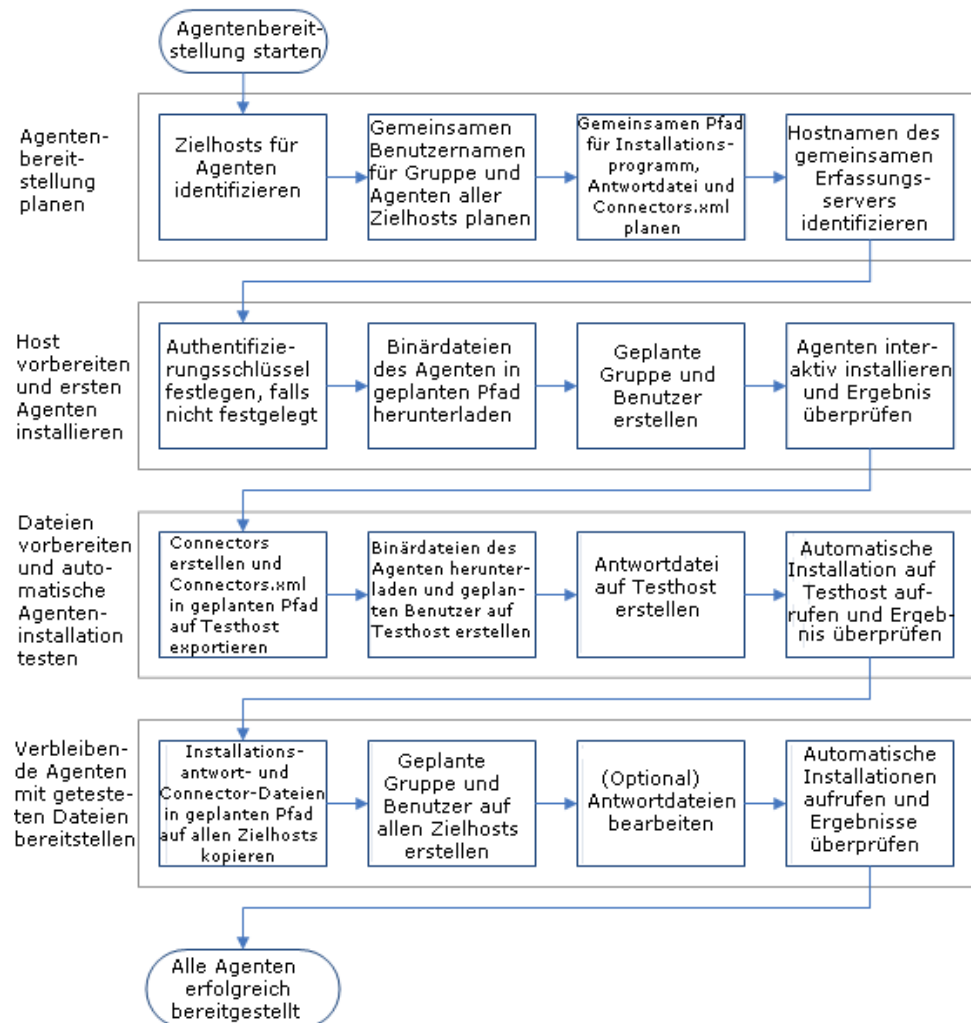 Agentenbereit-
stellung starten
Agenten-
bereit-
stellung
planen
Zielhosts für
Agenten
identifizieren
Gemeinsamen
Benutzernamen
für Gruppe und
Agenten aller
Zielhosts planen
Gemeinsamen Pfad
für Installations-
programm,
Antwortdatei und
Connectors.xml
planen
Hostnamen des
gemeinsamen
Erfassungs-
servers
identifizieren
Host
vorbereiten
und ersten
Agenten
installieren
Authentifizie-
rungsschlüssel
festlegen, falls
nicht festgelegt
Binärdateien
des Agenten in
geplanten Pfad
herunterladen
Geplante
Gruppe und
Benutzer
erstellen
Agenten inter-
aktiv installieren
und Ergebnis
überprüfen
Dateien
vorbereiten
und auto-
matische
Agenten-
installation
testen
Connectors
erstellen und
Connectors.xml
in geplanten Pfad
auf Testhost
exportieren
Binärdateien des
Agenten herunter-
laden und geplan-
ten Benutzer auf
Testhost erstellen
Antwortdatei
auf Testhost
erstellen
Automatische
Installation auf
Testhost auf-
rufen und Ergeb-
nis überprüfen
Verbleiben-
de Agenten
mit geteste-
ten Dateien
bereitstellen
Installations-
antwort- und
Connector-Dateien
in geplanten Pfad
auf allen Zielhosts
kopieren
Geplante
Gruppe und
Benutzer auf
allen Zielhosts
erstellen
(Optional)
Antwortdateien
bearbeiten
Automatische
Installationen
aufrufen und
Ergebnisse
überprüfen
Alle Agenten
erfolgreich
bereitgestellt